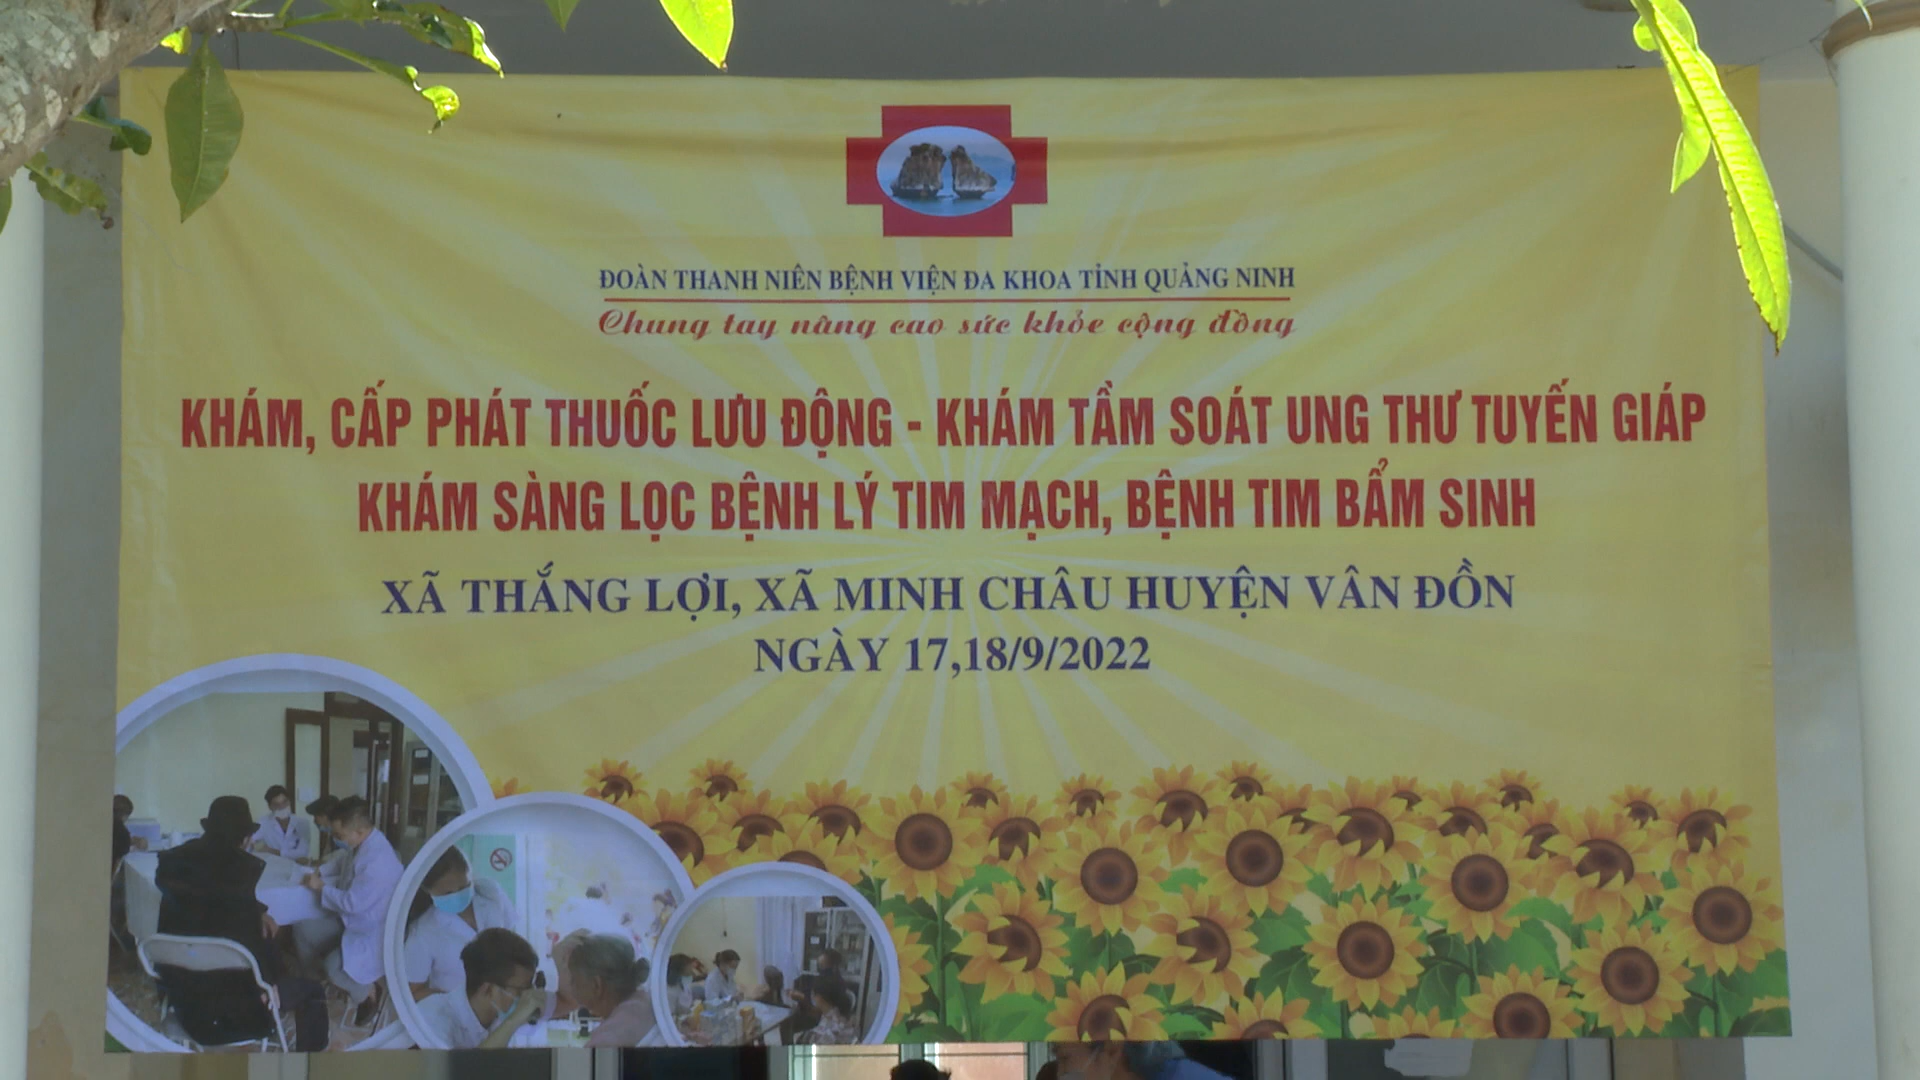 ĐOÀN THANH NIÊN BỆNH VIỆN ĐA KHOA TỈNH QUẢNG NINH
Chung tay nâng cao sức khỏe cộng đồng
KHÁM, CẤP PHÁT THUỐC LƯU ĐỘNG - KHÁM TẦM SOÁT UNG THƯ TUYẾN GIÁP
KHÁM SÀNG LỌC BỆNH LÝ TIM MẠCH, BỆNH TIM BẨM SINH
XÃ THẮNG LỢI, XÃ MINH CHÂU HUYỆN VÂN ĐỒN
NGÀY 17,18/9/2022